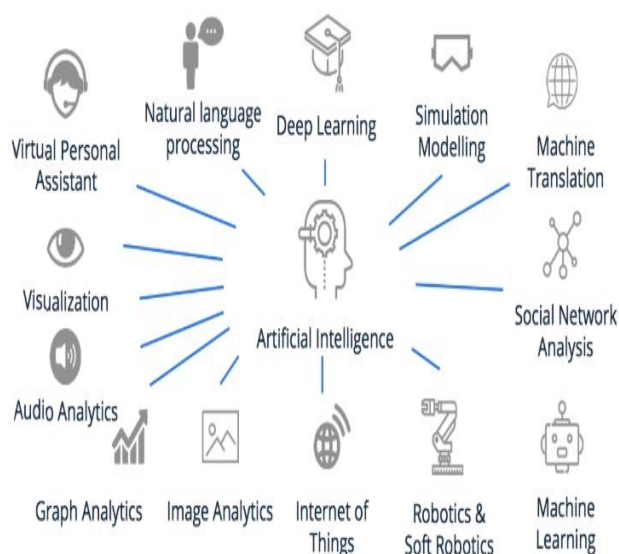 Virtual Personal
Assistant
Natural language
processing
Deep Learning
Simulation
Modelling
Machine
Translation
Visualization
Artificial Intelligence
Social Network
Analysis
Audio Analytics
Graph Analytics
Image Analytics
Internet of
Things
Robotics &
Soft Robotics
Machine
Learning